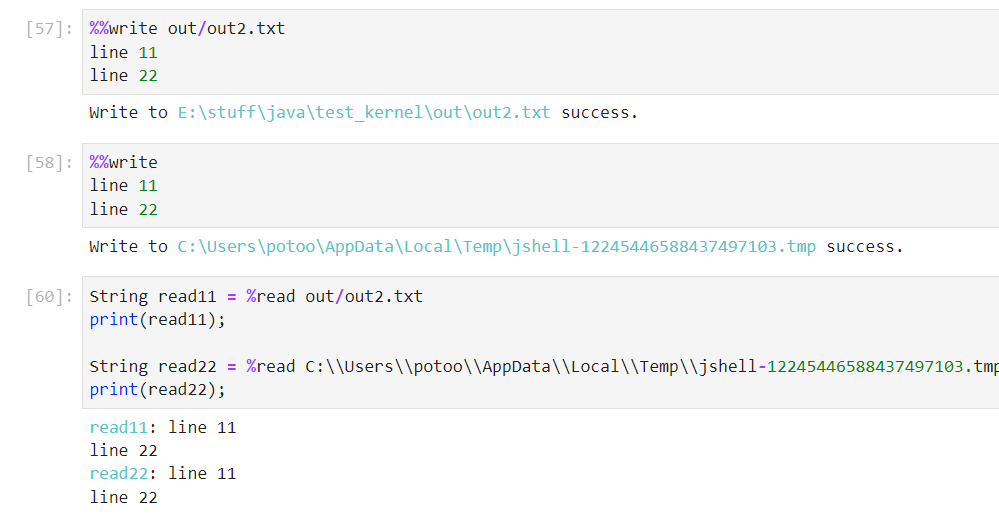 [57]: %%write out/out2.txt
line 11
line 22
Write to E:\stuff\java\test_kernel\out\out2.txt success.
[58]: %%write
line 11
line 22
Write to C:\Users\potoo\AppData\Local\Temp\jshell-12245446588437497103.tmp success.
[60]: String read11 = %read out/out2.txt
print(read11);
String read22 = %read C:\\Users\\potoo\\AppData\\Local\\Temp\\jshell-12245446588437497103.tmp
print(read22);
read11: line 11
line 22
read22: line 11
line 22